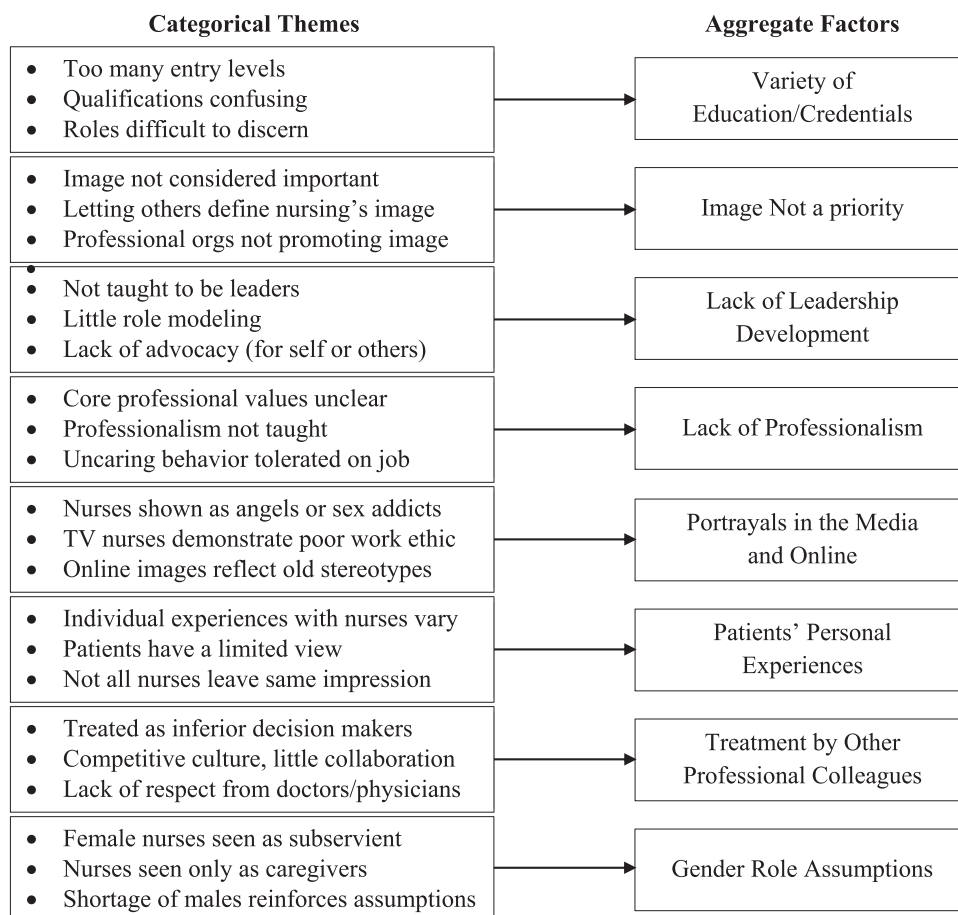 Categorical Themes
Aggregate Factors
• Too many entry levels
• Qualifications confusing
• Roles difficult to discern
Variety of
Education/Credentials
• Image not considered important
• Letting others define nursing’s image
• Professional orgs not promoting image
•
Image Not a priority
• Not taught to be leaders
• Little role modeling
• Lack of advocacy (for self or others)
Lack of Leadership
Development
• Core professional values unclear
• Professionalism not taught
• Uncaring behavior tolerated on job
Lack of Professionalism
• Nurses shown as angels or sex addicts
• TV nurses demonstrate poor work ethic
• Online images reflect old stereotypes
Portrayals in the Media
and Online
• Individual experiences with nurses vary
• Patients have a limited view
• Not all nurses leave same impression
Patients’ Personal
Experiences
• Treated as inferior decision makers
• Competitive culture, little collaboration
• Lack of respect from doctors/physicians
Treatment by Other
Professional Colleagues
• Female nurses seen as subservient
• Nurses seen only as caregivers
• Shortage of males reinforces assumptions
Gender Role Assumptions